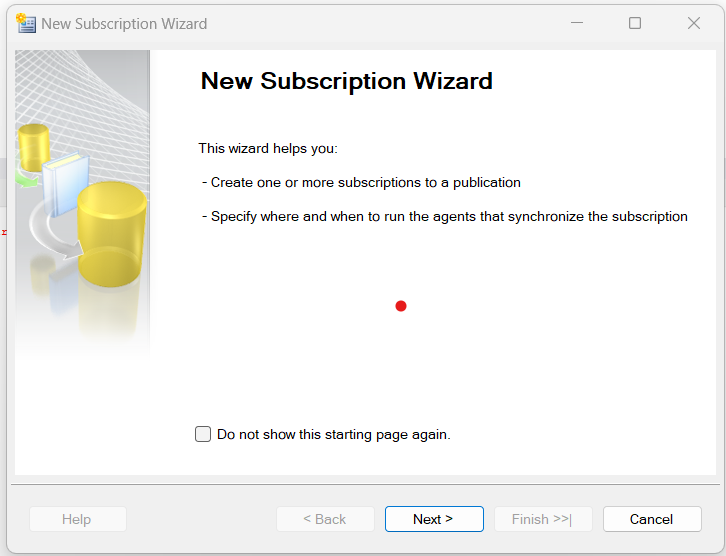 New Subscription Wizard
New Subscription Wizard
This wizard helps you:
- Create one or more subscriptions to a publication
- Specify where and when to run the agents that synchronize the subscription
Do not show this starting page again.
Help
< Back
Next >
Finish >>|
Cancel